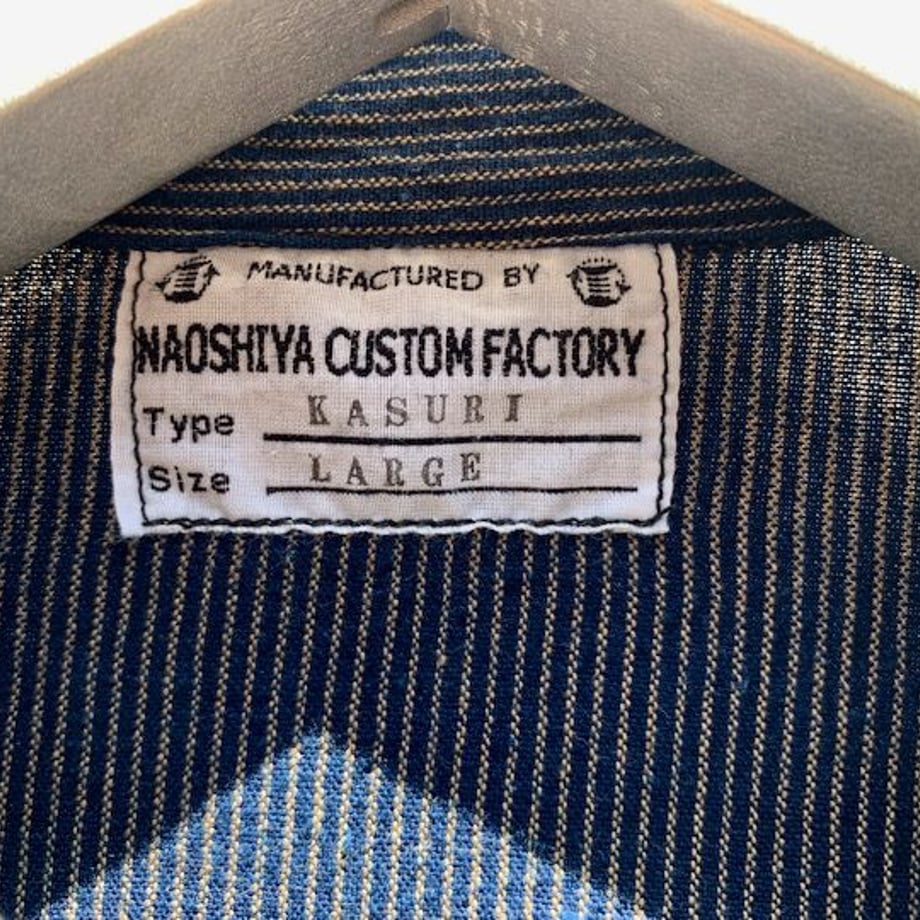 MANUFACTURED BY
NAOSHIYA CUSTOM FACTORY
Type KASURI
Size LARGE